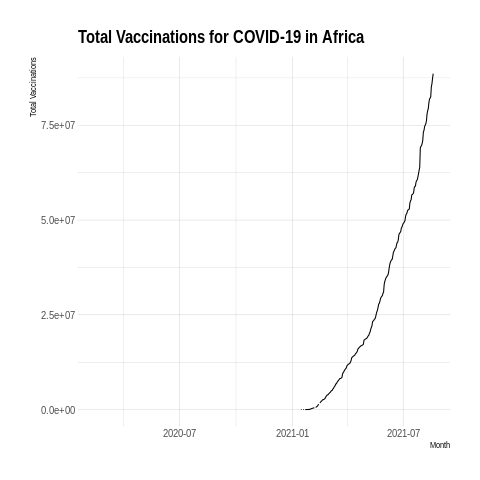 Total Vaccinations for COVID-19 in Africa
Total Vaccinations
7.5e+07
5.0e+07
2.5e+07
0.0e+00
2020-07
2021-01
2021-07
Month